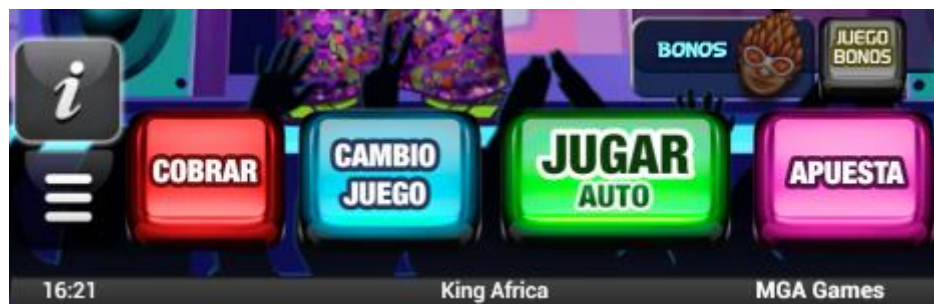 BONOS
JUEGO
BONOS
i
COBRAR
CAMBIO
JUEGO
JUGAR
AUTO
APUESTA
16:21
King Africa
MGA Games